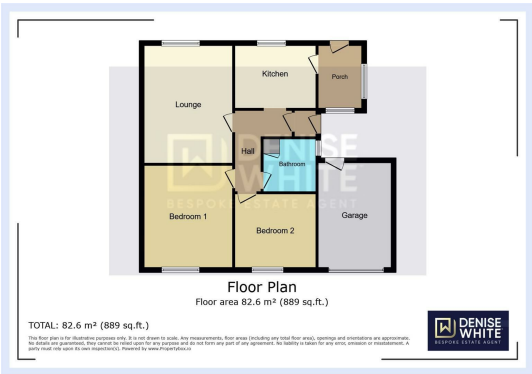 Kitchen
Porch
Lounge
Hall
Bathroom
DENISE
WHITE
BESPOKE ESTATE AGENT
Bedroom 1
Bedroom 2
Garage
Floor Plan
Floor area 82.6 m² (889 sq.ft.)
TOTAL: 82.6 m² (889 sq.ft.)
This floor plan is for illustrative purposes only. It is not drawn to scale. Any measurements, floor areas (including any total floor area), openings and orientations are approximate.
No details are guaranteed, they cannot be relied upon for any purpose and do not form any part of any agreement. No liability is taken for any error, omission or misstatement. A
party must rely upon its own inspection(s). Powered by www.Propertybox.io
DENISE
WHITE
BESPOKE ESTATE AGENTS